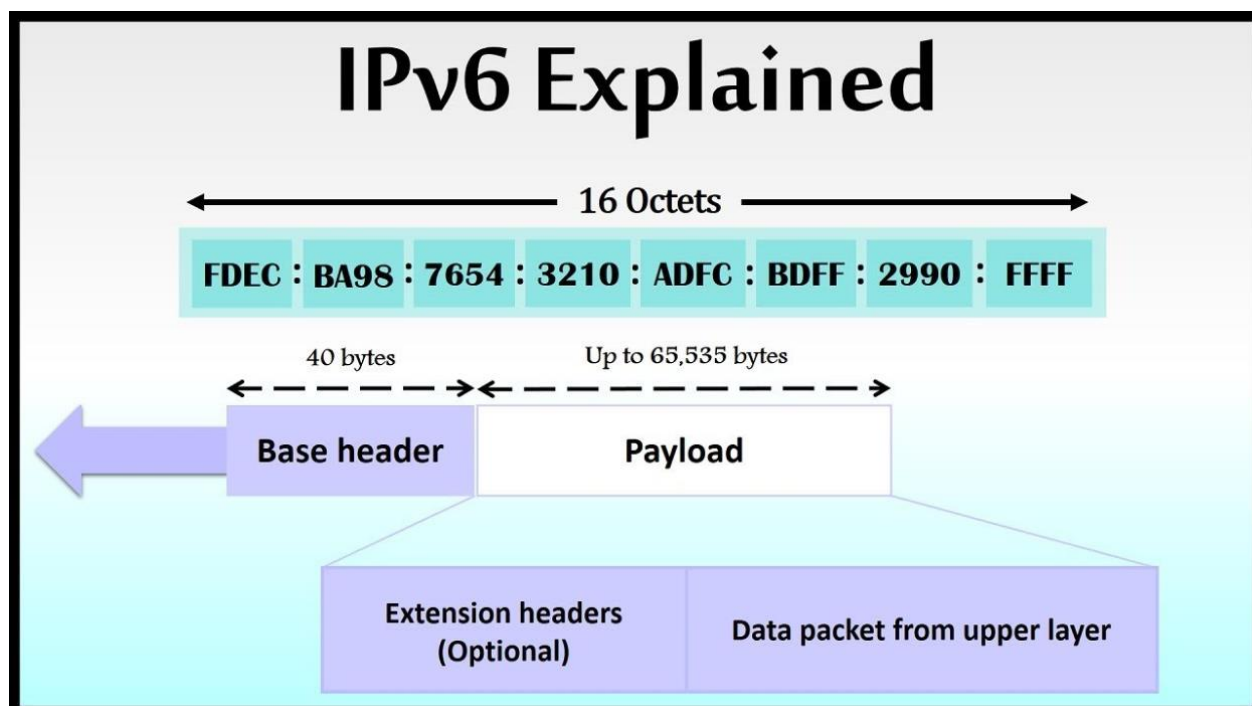 IPv6 Explained
16 Octets
FDEC : BA98 : 7654 : 3210 : ADFC : BDFF : 2990 : FFFF
40 bytes
Up to 65,535 bytes
Base header
Payload
Extension headers
(Optional)
Data packet from upper layer